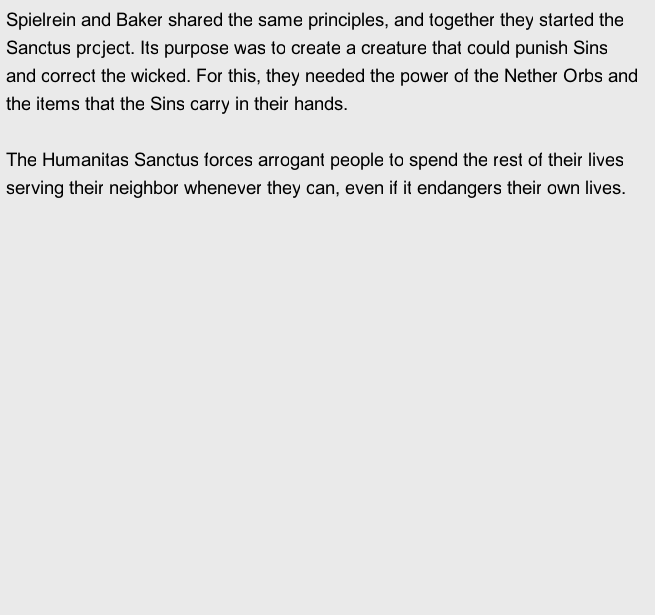 Spielrein and Baker shared the same principles, and together they started the
Sanctus project. Its purpose was to create a creature that could punish Sins
and correct the wicked. For this, they needed the power of the Nether Orbs and
the items that the Sins carry in their hands.

The Humanitas Sanctus forces arrogant people to spend the rest of their lives
serving their neighbor whenever they can, even if it endangers their own lives.